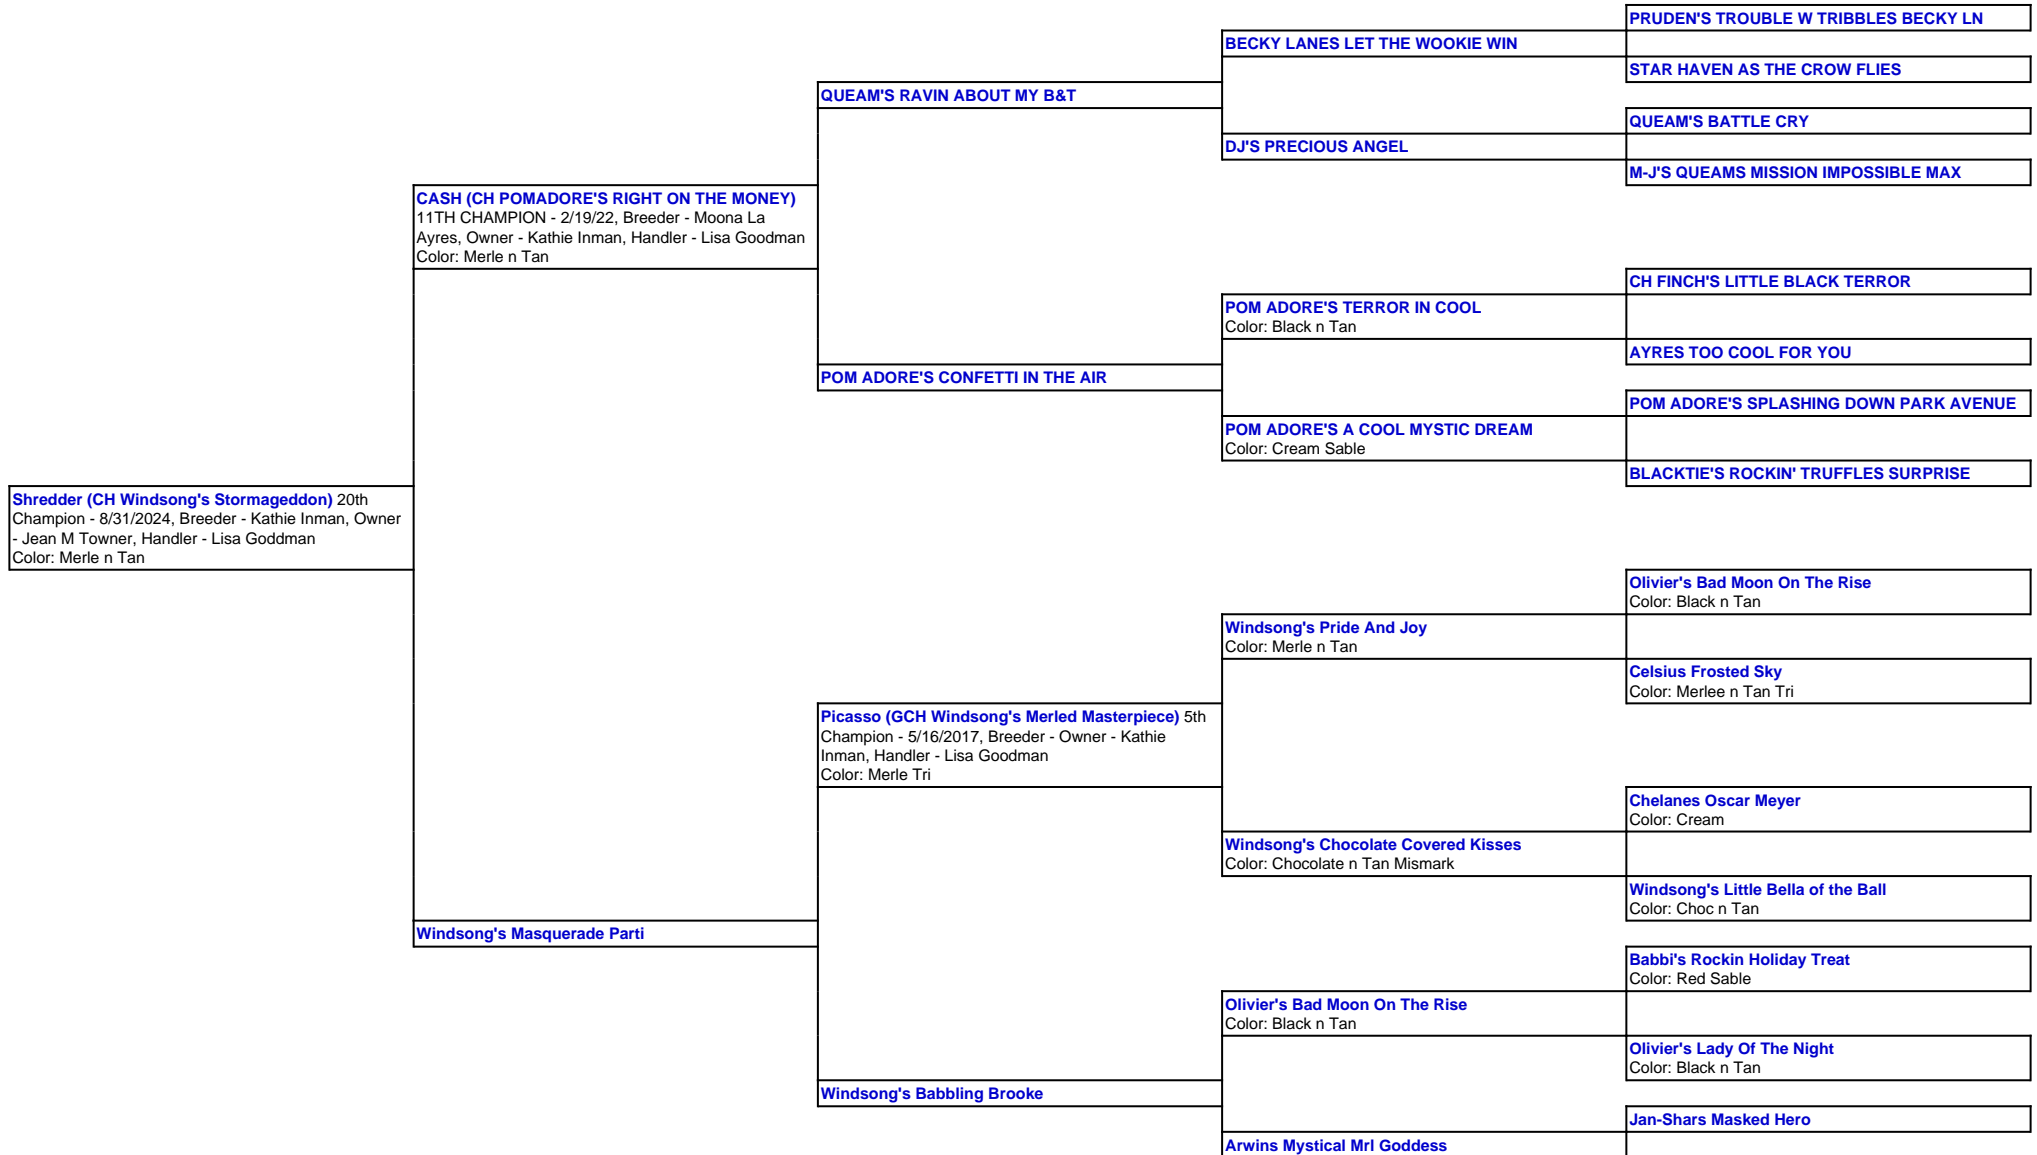 PRUDEN'S TROUBLE W TRIBBLES BECKY LN
BECKY LANES LET THE WOOKIE WIN
STAR HAVEN AS THE CROW FLIES
QUEAM'S RAVIN ABOUT MY B&T
QUEAM'S BATTLE CRY
DJ'S PRECIOUS ANGEL
M-J'S QUEAMS MISSION IMPOSSIBLE MAX
CASH (CH POMADORE'S RIGHT ON THE MONEY)
11TH CHAMPION - 2/19/22, Breeder - Moona La
Ayres, Owner - Kathie Inman, Handler - Lisa Goodman
Color: Merle n Tan
CH FINCH'S LITTLE BLACK TERROR
POM ADORE'S TERROR IN COOL
Color: Black n Tan
AYRES TOO COOL FOR YOU
POM ADORE'S CONFETTI IN THE AIR
POM ADORE'S SPLASHING DOWN PARK AVENUE
POM ADORE'S A COOL MYSTIC DREAM
Color: Cream Sable
BLACKTIE'S ROCKIN' TRUFFLES SURPRISE
Shredder (CH Windsong's Stormageddon) 20th
Champion - 8/31/2024, Breeder - Kathie Inman, Owner
- Jean M Towner, Handler - Lisa Goddman
Color: Merle n Tan
Olivier's Bad Moon On The Rise
Color: Black n Tan
Windsong's Pride And Joy
Color: Merle n Tan
Celsius Frosted Sky
Color: Merlee n Tan Tri
Picasso (GCH Windsong's Merled Masterpiece) 5th
Champion - 5/16/2017, Breeder - Owner - Kathie
Inman, Handler - Lisa Goodman
Color: Merle Tri
Chelanes Oscar Meyer
Color: Cream
Windsong's Chocolate Covered Kisses
Color: Chocolate n Tan Mismark
Windsong's Little Bella of the Ball
Color: Choc n Tan
Windsong's Masquerade Parti
Babbi's Rockin Holiday Treat
Color: Red Sable
Olivier's Bad Moon On The Rise
Color: Black n Tan
Olivier's Lady Of The Night
Color: Black n Tan
Windsong's Babbling Brooke
Jan-Shars Masked Hero
Arwins Mystical Mrl Goddess